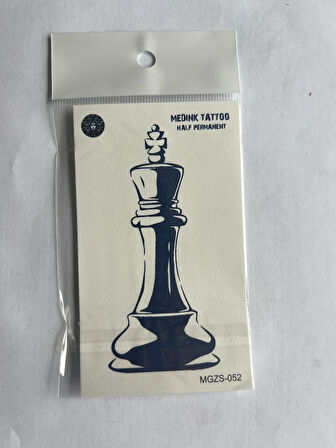 MEDINK TATTOO
HALF PERMANENT
MGZS-052